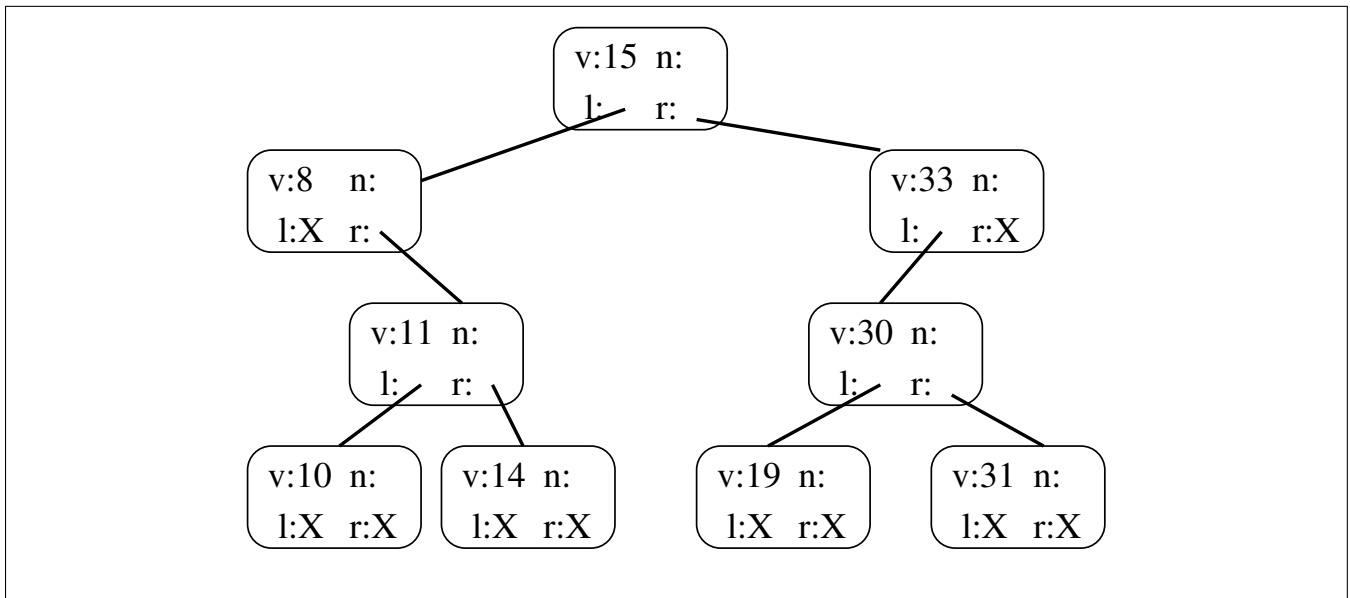 v:15 n:
l: r:
v:8 n:
l:X r:
v:33 n:
l: r:X
v:11 n:
l: r:
v:30 n:
l: r:
v:10 n:
l:X r:X
v:14 n:
l:X r:X
v:19 n:
l:X r:X
v:31 n:
l:X r:X